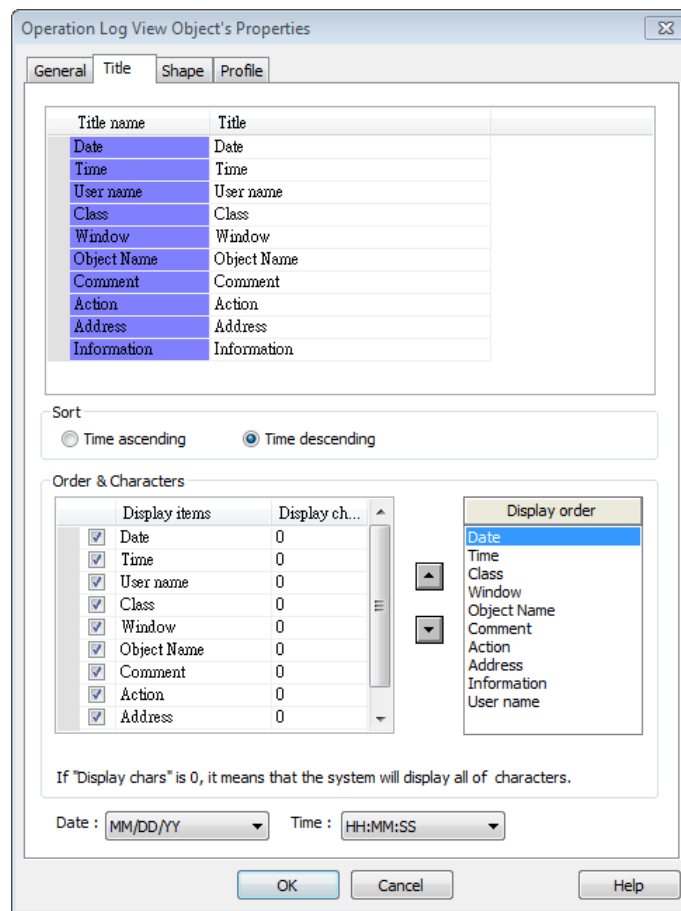 Operation Log View Object's Properties
General Title Shape Profile
Title name Title
Date Date
Time Time
User name User name
Class Class
Window Window
Object Name Object Name
Comment Comment
Action Action
Address Address
Information Information
Sort
Time ascending Time descending
Order & Characters
Display items Display ch...
Date 0
Time 0
User name 0
Class 0
Window 0
Object Name 0
Comment 0
Action 0
Address 0
Display order
Date
Time
Class
Window
Object Name
Comment
Action
Address
Information
User name
If "Display chars" is 0, it means that the system will display all of characters.
Date : MM/DD/YY Time : HH:MM:SS
OK Cancel Help